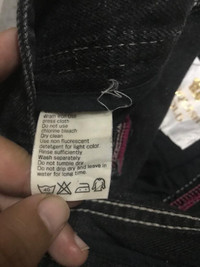 press cloth
Do not use
chlorine bleach
Dry clean
Use non fluorescent
detergent for light color.
Rinse sufficiently
Wash separately
Do not tumble dry
Do not drip dry and leave in
water for long time